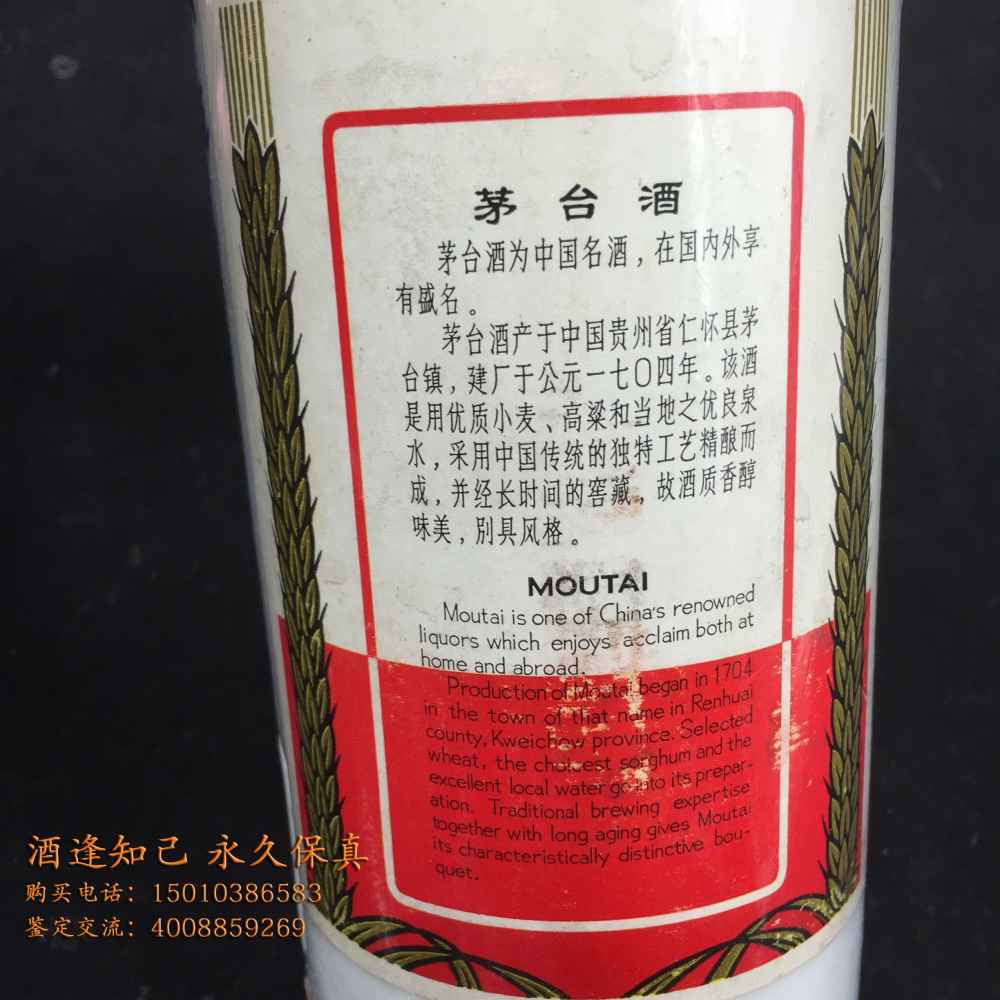 茅台酒
茅台酒为中国名酒，在国内外享
有盛名。
茅台酒产于中国贵州省仁怀县茅
台镇，建厂于公元一七〇四年。该酒
是用优质小麦、高粱和当地之优良泉
水，采用中国传统的独特工艺精酿而
成，并经长时间的窖藏，故酒质香醇
味美，别具风格。
MOUTAI
Moutai is one of China's renowned
liquors which enjoys acclaim both at
home and abroad.
Production of Moutai began in 1704
in the town of that name in Renhuai
county, Kweichow province. Selected
wheat, the choicest sorghum and the
excellent local water go into its prepar-
ation. Traditional brewing expertise
together with long aging gives Moutai
its characteristically distinctive bou-
quet.
酒逢知己 永久保真
购买电话：15010386583
鉴定交流：4008859269